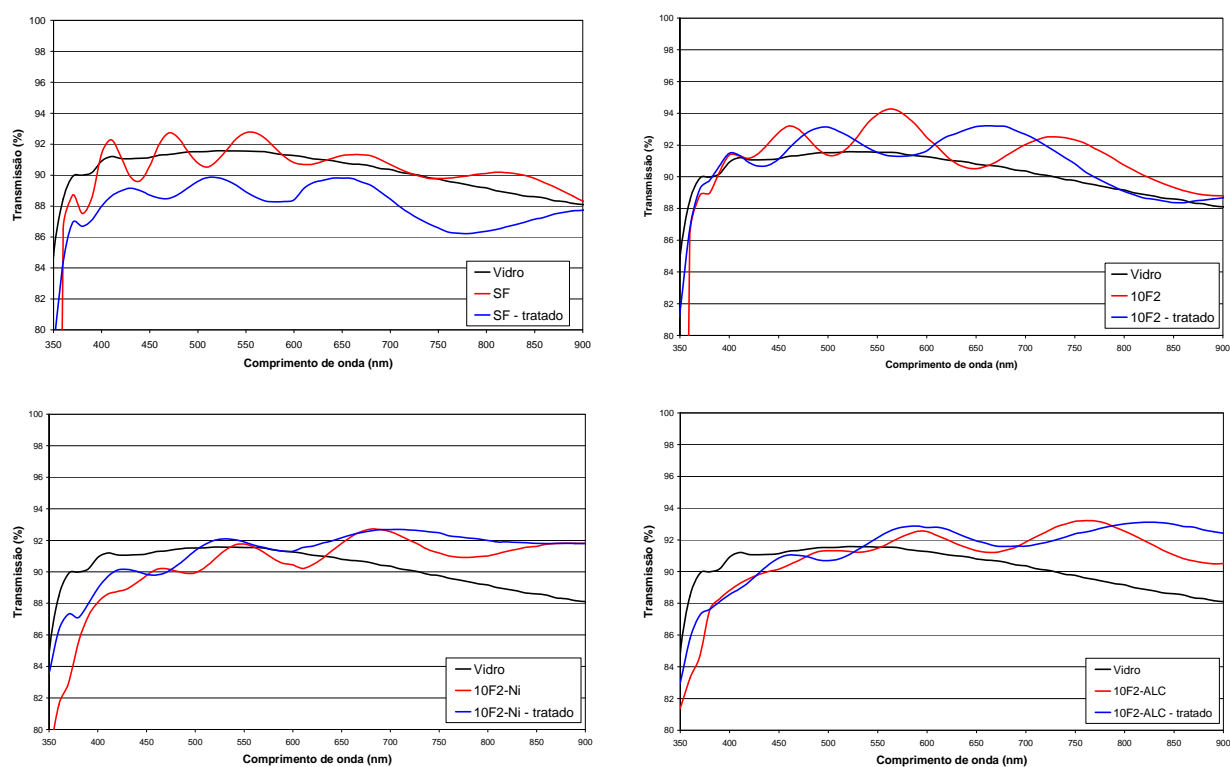 Transmissão (%)
100
98
96
94
92
90
88
86
84
82
80
350 400 450 500 550 600 650 700 750 800 850 900
Comprimento de onda (nm)
Vidro
SF
SF - tratado
Transmissão (%)
100
98
96
94
92
90
88
86
84
82
80
350 400 450 500 550 600 650 700 750 800 850 900
Comprimento de onda (nm)
Vidro
10F2
10F2 - tratado
Transmissão (%)
100
98
96
94
92
90
88
86
84
82
80
350 400 450 500 550 600 650 700 750 800 850 900
Comprimento de onda (nm)
Vidro
10F2-Ni
10F2-Ni - tratado
Transmissão (%)
100
98
96
94
92
90
88
86
84
82
80
350 400 450 500 550 600 650 700 750 800 850 900
Comprimento de onda (nm)
Vidro
10F2-ALC
10F2-ALC - tratado